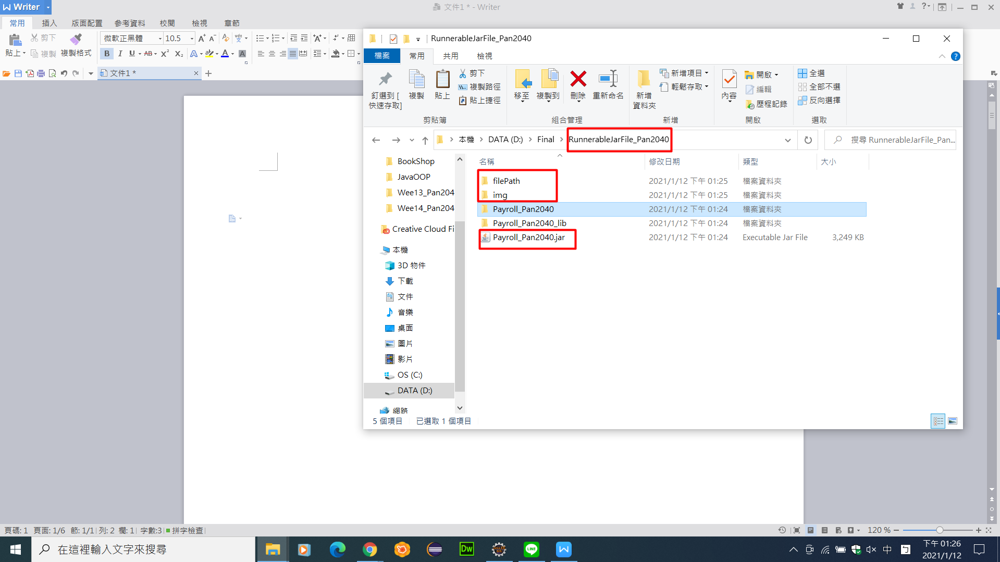 Writer
文件1 * - Writer
常用 插入 版面配置 參考資料 校閱 檢視 章節
貼上 剪下 複製 複製格式
微軟正黑體 10.5
文件1 *
RunnerableJarFile_Pan2040
檔案 常用 共用 檢視
釘選到 [
快速存取]
複製
貼上
剪下
複製路徑
貼上捷徑
移至
複製到
刪除
重新命名
新增
資料夾
新增項目
輕鬆存取
內容
開啟
編輯
歷程記錄
全選
全部不選
反向選擇
剪貼簿 組合管理 新增 開啟 選取
本機 > DATA (D:) > Final > RunnerableJarFile_Pan2040
搜尋 RunnerableJarFile_Pan...
名稱 修改日期 類型 大小
filePath 2021/1/12 下午 01:25 檔案資料夾
img 2021/1/12 下午 01:25 檔案資料夾
Payroll_Pan2040 2021/1/12 下午 01:24 檔案資料夾
Payroll_Pan2040_lib 2021/1/12 下午 01:24 檔案資料夾
Payroll_Pan2040.jar 2021/1/12 下午 01:24 Executable Jar File 3,249 KB
BookShop
JavaOOP
Wee13_Pan204
Wee14_Pan204
Creative Cloud Fi
本機
3D 物件
下載
文件
音樂
桌面
圖片
影片
OS (C:)
DATA (D:)
網路
5 個項目 已選取 1 個項目
頁碼: 1 頁面: 1/6 節: 1/1 列: 2 欄: 1 字數:3 拼字檢查
120 %
在這裡輸入文字來搜尋
Dw
LINE
中
下午 01:26
2021/1/12